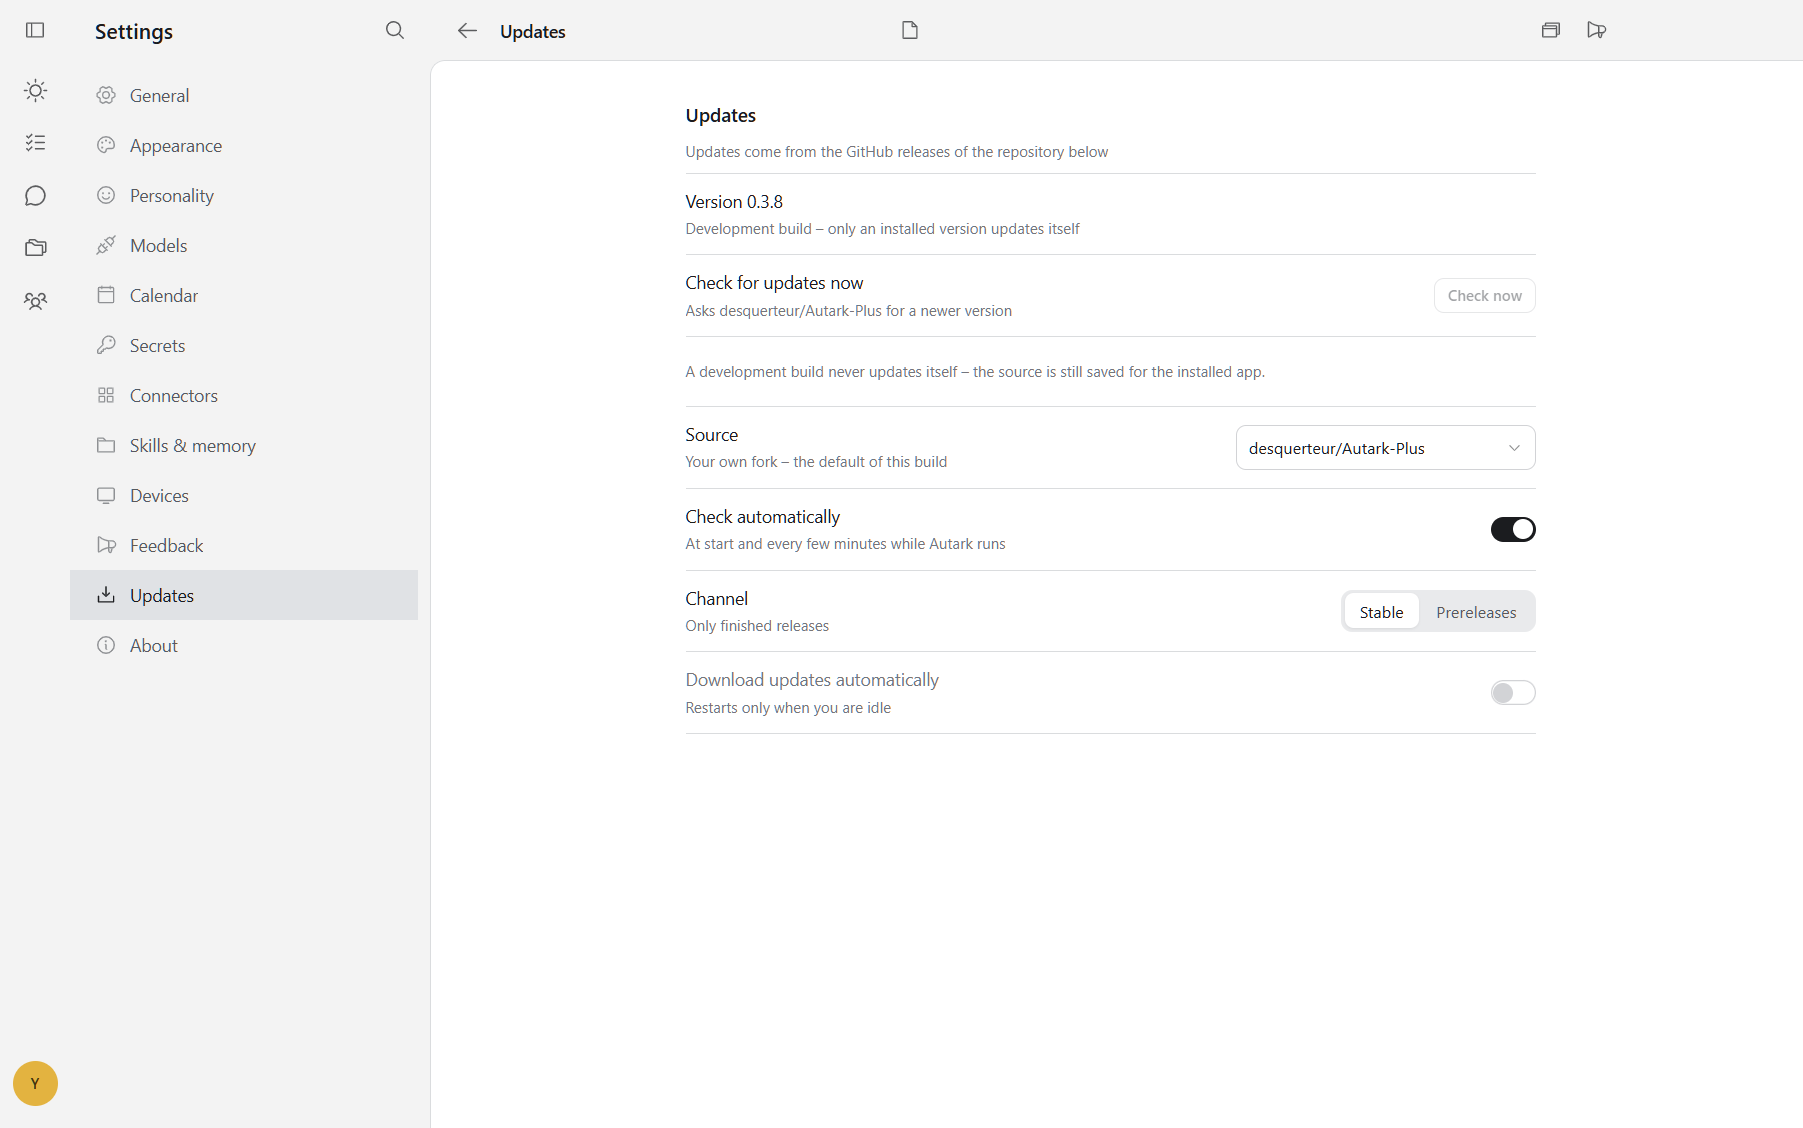 Settings
Updates
General
Appearance
Personality
Models
Calendar
Secrets
Connectors
Skills & memory
Devices
Feedback
Updates
About
Y
Updates
Updates come from the GitHub releases of the repository below
Version 0.3.8
Development build – only an installed version updates itself
Check for updates now
Asks desquerteur/Autark-Plus for a newer version
Check now
A development build never updates itself – the source is still saved for the installed app.
Source
Your own fork – the default of this build
desquerteur/Autark-Plus
Check automatically
At start and every few minutes while Autark runs
Channel
Only finished releases
Stable
Prereleases
Download updates automatically
Restarts only when you are idle